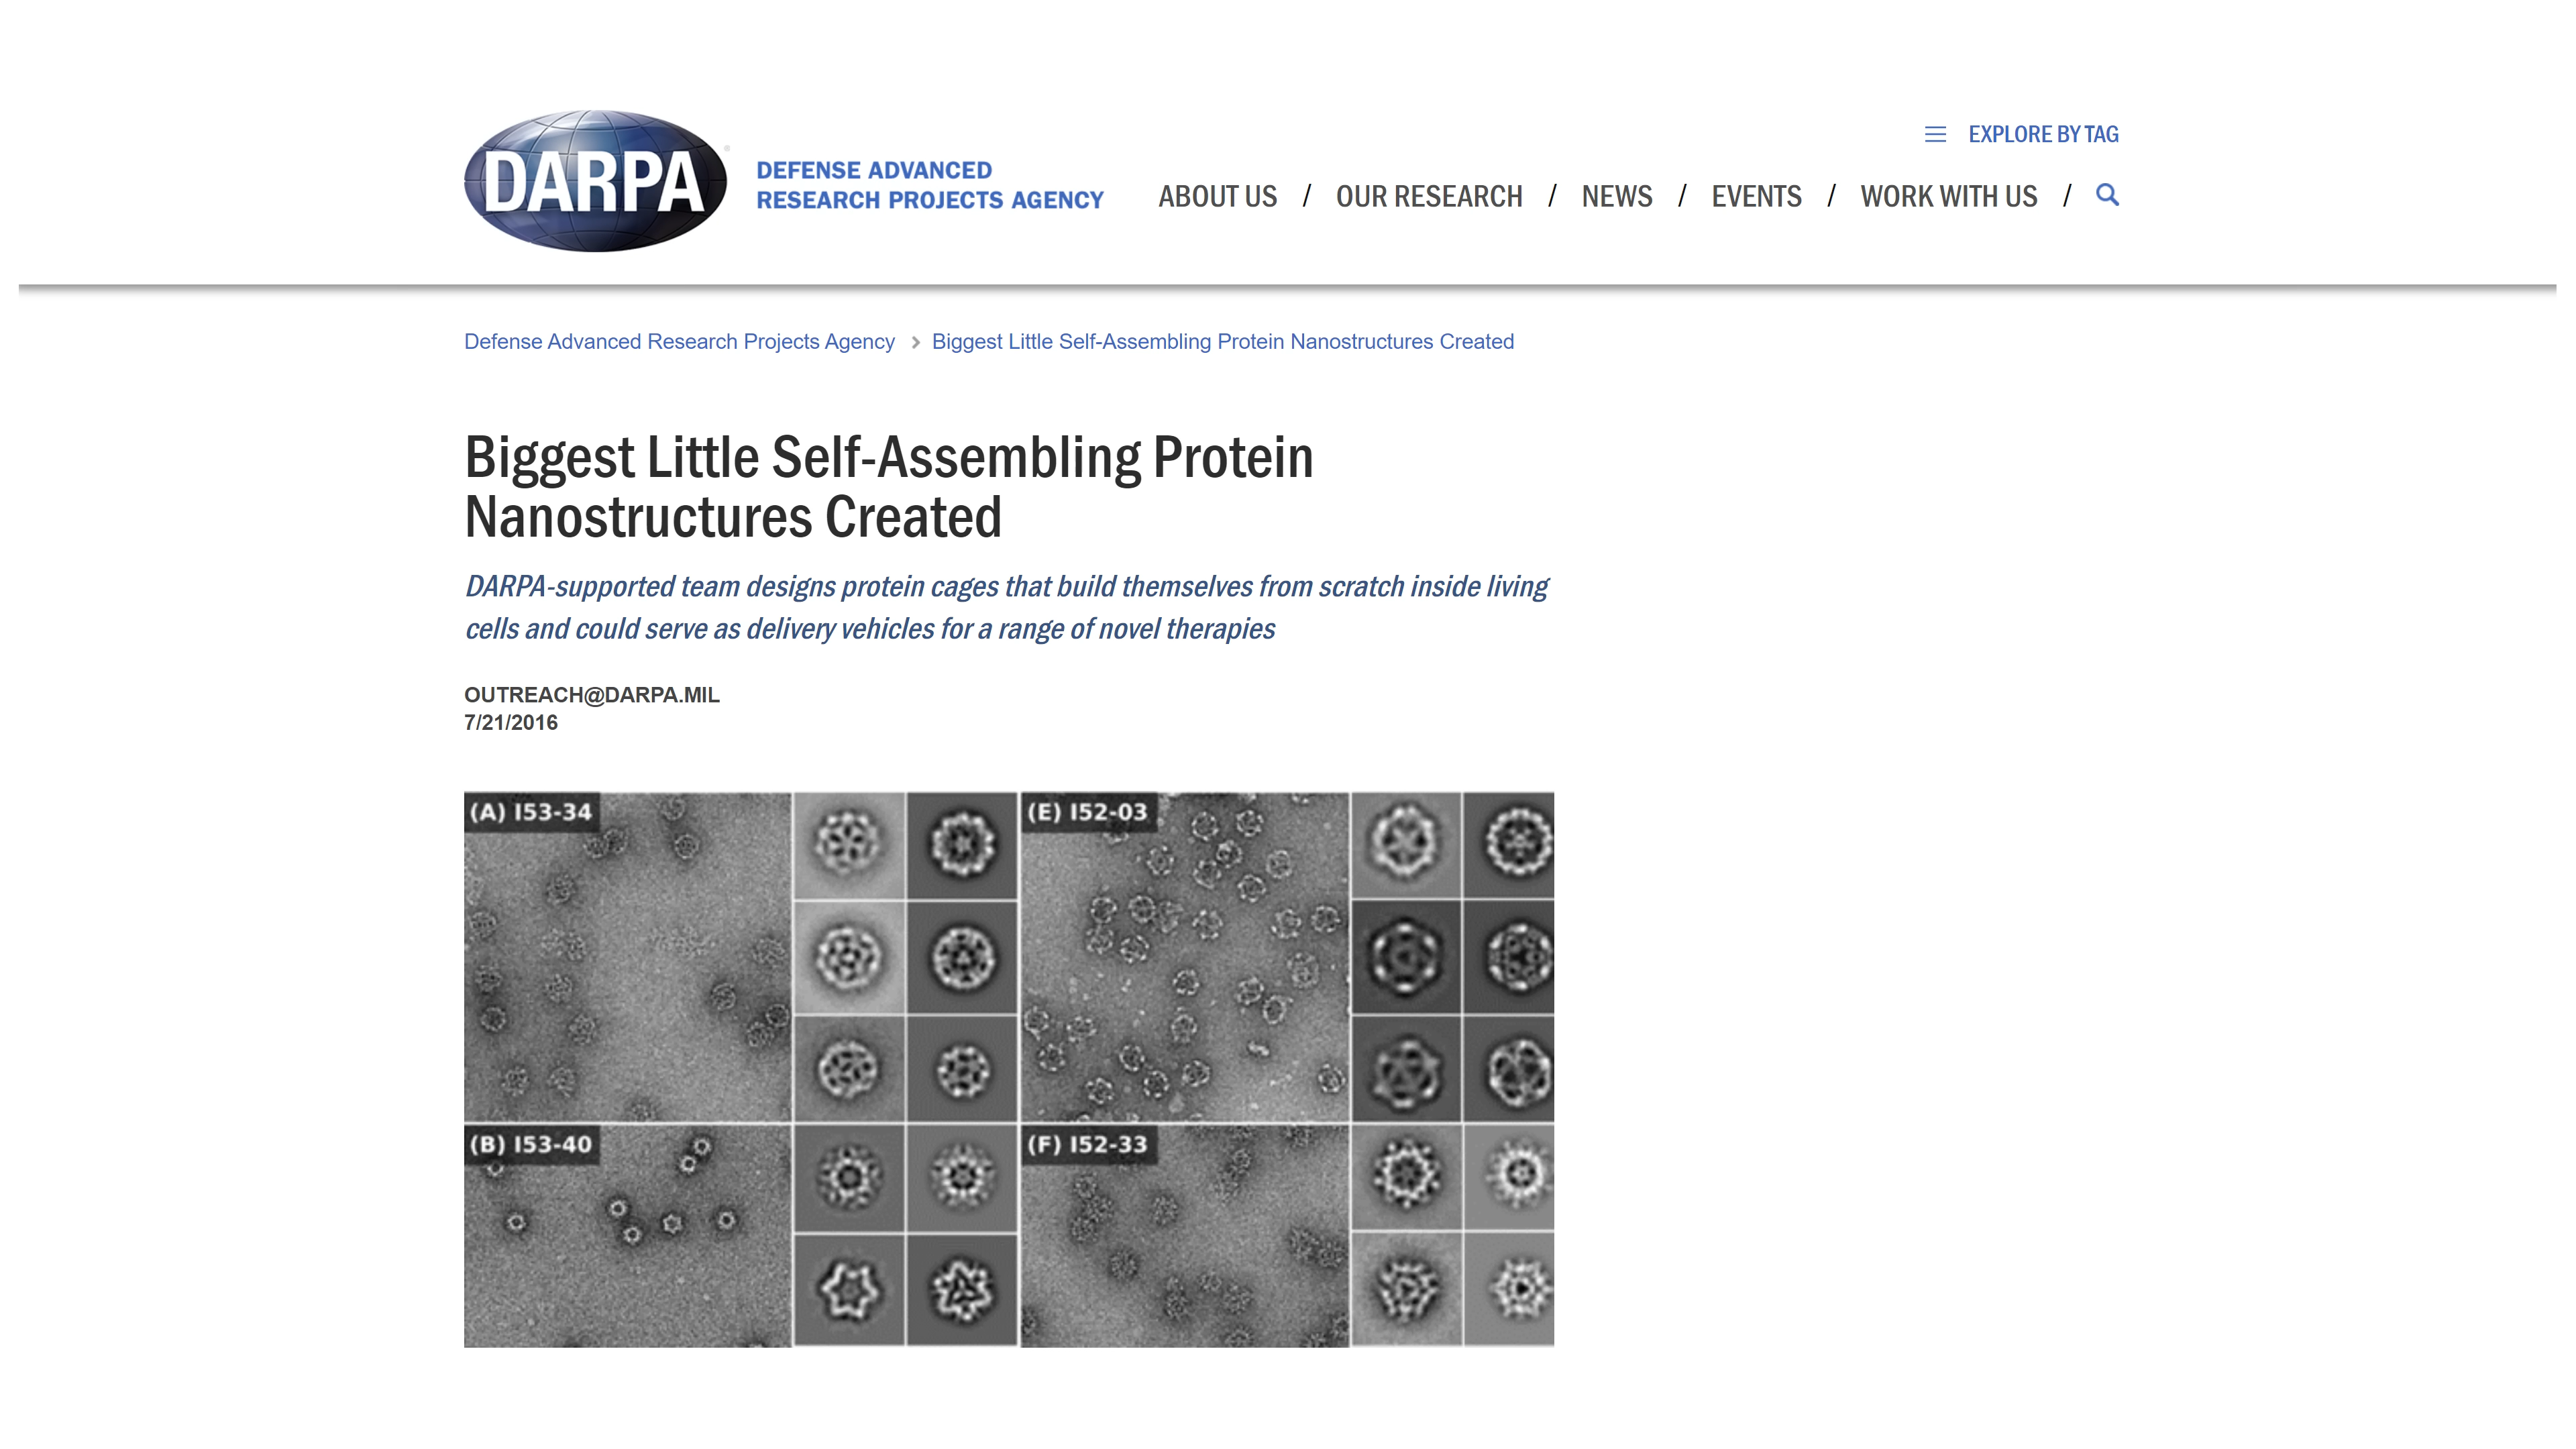 DARPA
DEFENSE ADVANCED
RESEARCH PROJECTS AGENCY
EXPLORE BY TAG
ABOUT US / OUR RESEARCH / NEWS / EVENTS / WORK WITH US /
Defense Advanced Research Projects Agency > Biggest Little Self-Assembling Protein Nanostructures Created
Biggest Little Self-Assembling Protein
Nanostructures Created
DARPA-supported team designs protein cages that build themselves from scratch inside living
cells and could serve as delivery vehicles for a range of novel therapies
OUTREACH@DARPA.MIL
7/21/2016
(A) I53-34
(E) I52-03
(B) I53-40
(F) I52-33